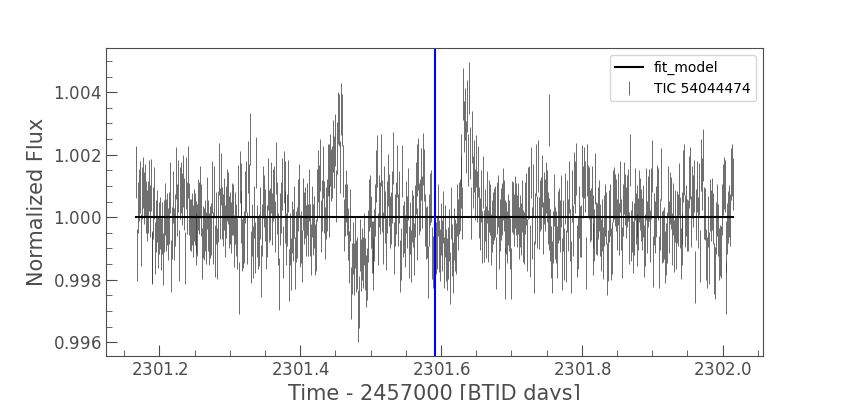 fit_model
TIC 54044474
1.004
1.002
1.000
0.998
0.996
Normalized Flux
2301.2 2301.4 2301.6 2301.8 2302.0
Time - 2457000 [BTJD days]